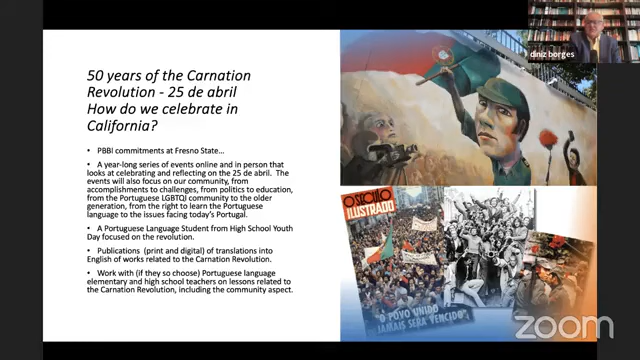 diniz borges
50 years of the Carnation
Revolution - 25 de abril
How do we celebrate in
California?
• PBBI commitments at Fresno State...
• A year-long series of events online and in person that
looks at celebrating and reflecting on the 25 de abril. The
events will also focus on our community, from
accomplishments to challenges, from politics to education,
from the Portuguese LGBTQJ community to the older
generation, from the right to learn the Portuguese
language to the issues facing today's Portugal.
• A Portuguese Language Student from High School Youth
Day focused on the revolution.
• Publications (print and digital) of translations into
English of works related to the Carnation Revolution.
• Work with (if they so choose) Portuguese language
elementary and high school teachers on lessons related to
the Carnation Revolution, including the community aspect.
O SECULO
ILUSTRADO
"O POVO UNIDO
JAMAIS SERÁ VENCIDO"
zoom